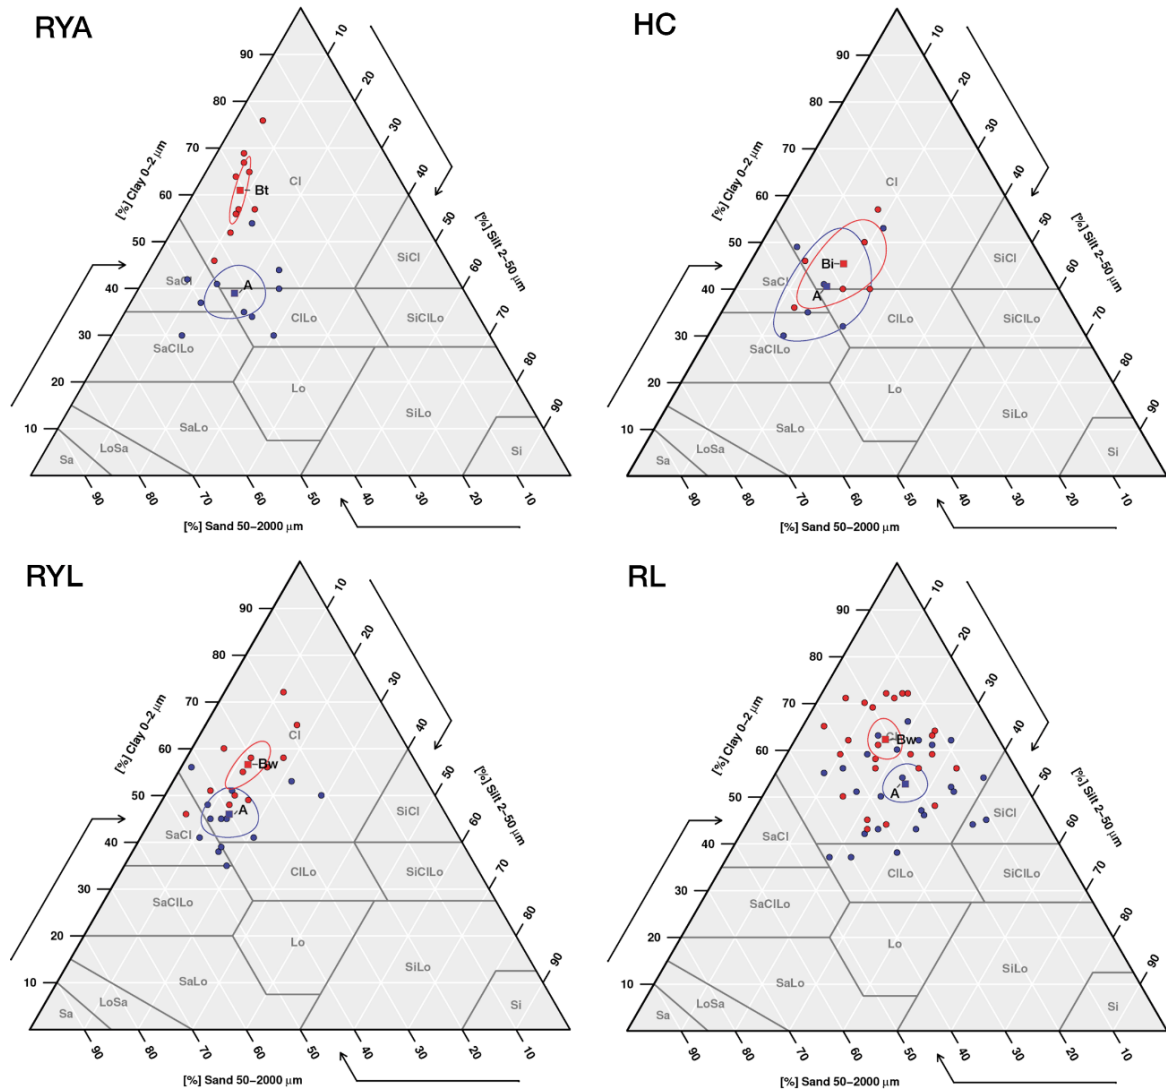 RYA
90
80
70
60
50
40
30
20
10
[%] Clay 0–2 µm
10
20
30
40
50
60
70
80
90
[%] Silt 2–50 µm
Cl
Bt
A
SaCl
SiCl
ClLo
SiClLo
SaClLo
Lo
SaLo
SiLo
LoSa
Sa
Si
90
80
70
60
50
40
30
20
10
[%] Sand 50–2000 µm
HC
90
80
70
60
50
40
30
20
10
[%] Clay 0–2 µm
10
20
30
40
50
60
70
80
90
[%] Silt 2–50 µm
Cl
Bi
A
SaCl
SiCl
ClLo
SiClLo
SaClLo
Lo
SaLo
SiLo
LoSa
Sa
Si
90
80
70
60
50
40
30
20
10
[%] Sand 50–2000 µm
RYL
90
80
70
60
50
40
30
20
10
[%] Clay 0–2 µm
10
20
30
40
50
60
70
80
90
[%] Silt 2–50 µm
Cl
Bw
A
SaCl
SiCl
ClLo
SiClLo
SaClLo
Lo
SaLo
SiLo
LoSa
Sa
Si
90
80
70
60
50
40
30
20
10
[%] Sand 50–2000 µm
RL
90
80
70
60
50
40
30
20
10
[%] Clay 0–2 µm
10
20
30
40
50
60
70
80
90
[%] Silt 2–50 µm
Cl
Bw
A
SaCl
SiCl
ClLo
SiClLo
SaClLo
Lo
SaLo
SiLo
LoSa
Sa
Si
90
80
70
60
50
40
30
20
10
[%] Sand 50–2000 µm